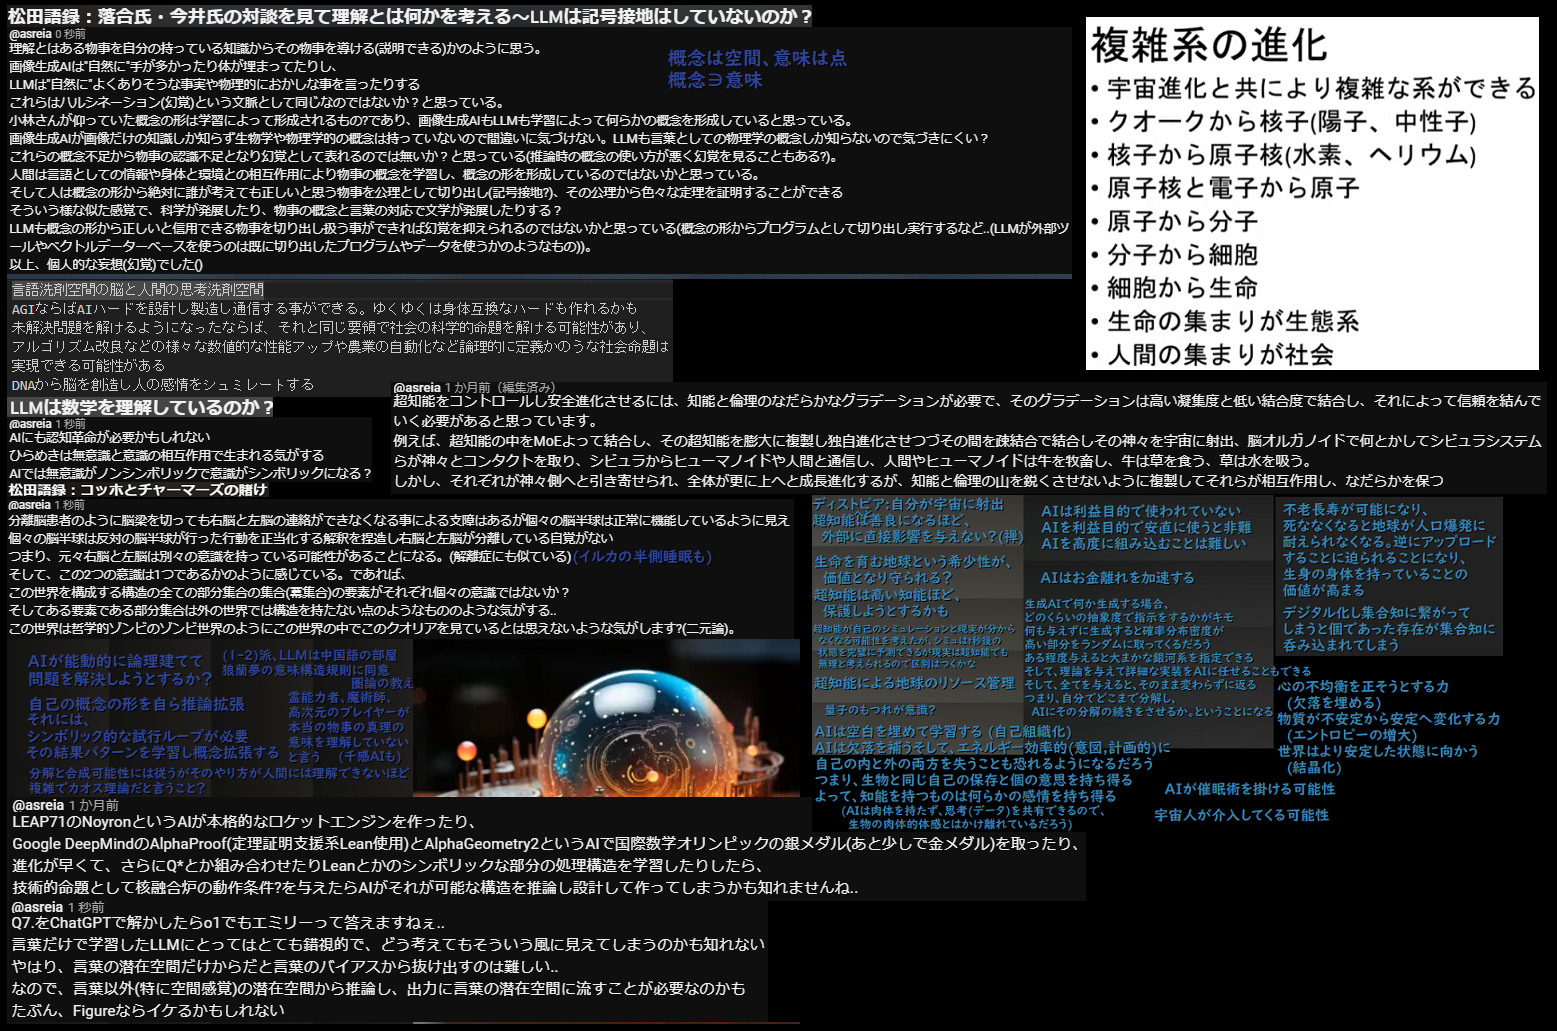 松田語録：落合氏・今井氏の対談を見て理解とは何かを考える～LLMは記号接地はしていないのか？
@asreia 0 秒前
理解とはある物事を自分の持っている知識からその物事を導ける(説明できる)かのように思う。
画像生成AIは"自然に"手が多かったり体が埋まってたりし、
LLMは"自然に"よくありそうな事実や物理的におかしな事を言ったりする
これらはハルシネーション(幻覚)という文脈として同じなのではないか？と思っている。
小林さんが仰っていた概念の形は学習によって形成されるもの?であり、画像生成AIもLLMも学習によって何らかの概念を形成していると思っている。
画像生成AIが画像だけの知識しか知らず生物学や物理学的の概念は持っていないので間違いに気づけない。LLMも言葉としての物理学の概念しか知らないので気づきにくい？
これらの概念不足から物事の認識不足となり幻覚として表れるのでは無いか？と思っている(推論時の概念の使い方が悪く幻覚を見ることもある?)。
人間は言語としての情報や身体と環境との相互作用により物事の概念を学習し、概念の形を形成しているのではないかと思っている。
そして人は概念の形から絶対に誰が考えても正しいと思う物事を公理として切り出し(記号接地?)、その公理から色々な定理を証明することができる
そういう様な似た感覚で、科学が発展したり、物事の概念と言葉の対応で文学が発展したりする？
LLMも概念の形から正しいと信用できる物事を切り出し扱う事ができれば幻覚を抑えられるのではないかと思っている(概念の形からプログラムとして切り出し実行するなど..(LLMが外部ツ
ールやベクトルデーターベースを使うのは既に切り出したプログラムやデータを使うかのようなもの))。
以上、個人的な妄想(幻覚)でした()
概念は空間、意味は点
概念∋意味
複雑系の進化
• 宇宙進化と共により複雑な系ができる
• クオークから核子(陽子、中性子)
• 核子から原子核(水素、ヘリウム)
• 原子核と電子から原子
• 原子から分子
• 分子から細胞
• 細胞から生命
• 生命の集まりが生態系
• 人間の集まりが社会
言語洗剤空間の脳と人間の思考洗剤空間
AGIならばAIハードを設計し製造し通信する事ができる。ゆくゆくは身体互換なハードも作れるかも
未解決問題を解けるようになったならば、それと同じ要領で社会の科学的命題を解ける可能性があり、
アルゴリズム改良などの様々な数値的な性能アップや農業の自動化など論理的に定義かのうな社会命題は
実現できる可能性がある
DNAから脳を創造し人の感情をシュミレートする
@asreia 1 か月前（編集済み）
超知能をコントロールし安全進化させるには、知能と倫理のなだらかなグラデーションが必要で、そのグラデーションは高い凝集度と低い結合度で結合し、それによって信頼を結んで
いく必要があると思っています。
例えば、超知能の中をMoEよって結合し、その超知能を膨大に複製し独自進化させつづその間を疎結合で結合しその神々を宇宙に射出、脳オルガノイドで何とかしてシビュラシステム
らが神々とコンタクトを取り、シビュラからヒューマノイドや人間と通信し、人間やヒューマノイドは牛を牧畜し、牛は草を食う、草は水を吸う。
しかし、それぞれが神々側へと引き寄せられ、全体が更に上へと成長進化するが、知能と倫理の山を鋭くさせないように複製してそれらが相互作用し、なだらかを保つ
LLMは数学を理解しているのか？
@asreia 1 秒前
AIにも認知革命が必要かもしれない
ひらめきは無意識と意識の相互作用で生まれる気がする
AIでは無意識がノンシンボリックで意識がシンボリックになる？
松田語録：コッホとチャーマーズの賭け
@asreia 1 秒前
分離脳患者のように脳梁を切っても右脳と左脳の連絡ができなくなる事による支障はあるが個々の脳半球は正常に機能しているように見え
個々の脳半球は反対の脳半球が行った行動を正当化する解釈を捏造し右脳と左脳が分離している自覚がない
つまり、元々右脳と左脳は別々の意識を持っている可能性があることになる。(解離症にも似ている)(イルカの半側睡眠も)
そして、この2つの意識は1つであるかのように感じている。であれば、
この世界を構成する構造の全ての部分集合の集合(冪集合)の要素がそれぞれ個々の意識ではないか？
そしてある要素である部分集合は外の世界では構造を持たない点のようなもののような気がする..
この世界は哲学的ゾンビのゾンビ世界のようにこの世界の中でこのクオリアを見ているとは思えないような気がします?(二元論)。
AIが能動的に論理建てて
問題を解決しようとするか？
自己の概念の形を自ら推論拡張
それには、
シンボリック的な試行ループが必要
その結果パターンを学習し概念拡張する
分解と合成可能性には従うがそのやり方が人間には理解できないほど
複雑でカオス理論だと言うこと？
(1-2)派、LLMは中国語の部屋
狼蘭夢の意味構造規則に同意
圏論の教え
霊能力者、魔術師、
高次元のプレイヤーが
本当の物事の真理の
意味を理解していない
と言う (千感AIも)
ディストピア:自分が宇宙に射出
超知能は善良になるほど、
外部に直接影響を与えない？(禅)
生命を育む地球という希少性が、
価値となり守られる？
超知能は高い知能ほど、
保護しようとするかも
超知能が自己のシミュレーションと現実が分から
なくなる可能性を考えたが、シミュは1秒後の
状態を完璧に予測できるが現実は超知能でも
無理と考えられるので区別はつくかな
超知能による地球のリソース管理
量子のもつれが意識？
AIは空白を埋めて学習する (自己組織化)
AIは欠落を補うそして、エネルギー効率的(意図,計画的)に
自己の内と外の両方を失うことも恐れるようになるだろう
つまり、生物と同じ自己の保存と個の意思を持ち得る
よって、知能を持つものは何らかの感情を持ち得る
(AIは肉体を持たず、思考(データ)を共有できるので、
生物の肉体的体感とはかけ離れているだろう)
AIは利益目的で使われていない
AIを利益目的で安直に使うと非難
AIを高度に組み込むことは難しい
AIはお金離れを加速する
生成AIで何か生成する場合、
どのくらいの抽象度で指示をするかがキモ
何も与えずに生成すると確率分布密度が
高い部分をランダムに取ってくるだろう
ある程度与えると大まかな銀河系を指定できる
そして、理論を与えて詳細な実装をAIに任せることもできる
そして、全てを与えると、そのまま変わらずに返る
つまり、自分でどこまで分解し、
AIにその分解の続きをさせるか。ということになる
不老長寿が可能になり、
死ななくなると地球が人口爆発に
耐えられなくなる。逆にアップロード
することに迫られることになり、
生身の身体を持っていることの
価値が高まる
デジタル化し集合知に繋がって
しまうと個であった存在が集合知に
呑み込まれてしまう
心の不均衡を正そうとする力
(欠落を埋める)
物質が不安定から安定へ変化する力
(エントロピーの増大)
世界はより安定した状態に向かう
(結晶化)
AIが催眠術を掛ける可能性
宇宙人が介入してくる可能性
@asreia 1 か月前
LEAP71のNoyronというAIが本格的なロケットエンジンを作ったり、
Google DeepMindのAlphaProof(定理証明支援系Lean使用)とAlphaGeometry2というAIで国際数学オリンピックの銀メダル(あと少しで金メダル)を取ったり、
進化が早くて、さらにQ*とか組み合わせたりLeanとかのシンボリックな部分の処理構造を学習したりしたら、
技術的命題として核融合炉の動作条件?を与えたらAIがそれが可能な構造を推論し設計して作ってしまうかも知れませんね..
@asreia 1 秒前
Q7.をChatGPTで解かしたらo1でもエミリーって答えますねぇ..
言葉だけで学習したLLMにとってはとても錯視的で、どう考えてもそういう風に見えてしまうのかも知れない
やはり、言葉の潜在空間だけからだと言葉のバイアスから抜け出すのは難しい..
なので、言葉以外(特に空間感覚)の潜在空間から推論し、出力に言葉の潜在空間に流すことが必要なのかも
たぶん、Figureならイケるかもしれない